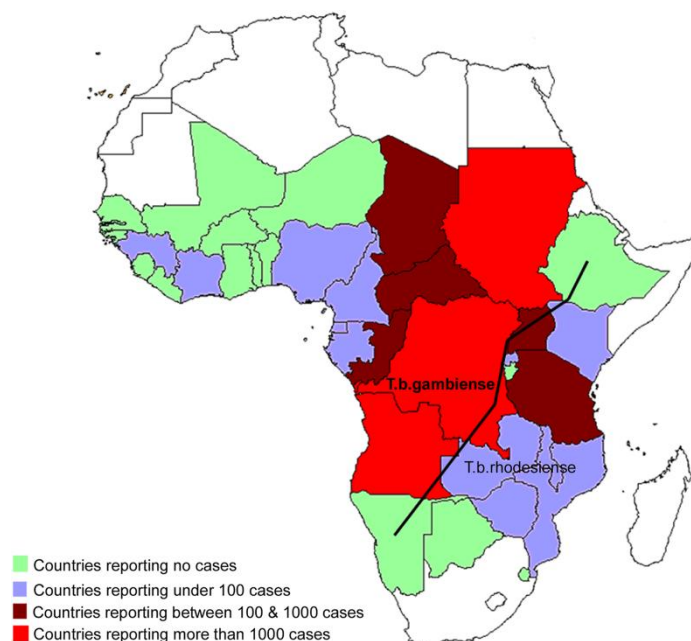 T.b.gambiense
T.b.rhodesiense
Countries reporting no cases
Countries reporting under 100 cases
Countries reporting between 100 & 1000 cases
Countries reporting more than 1000 cases